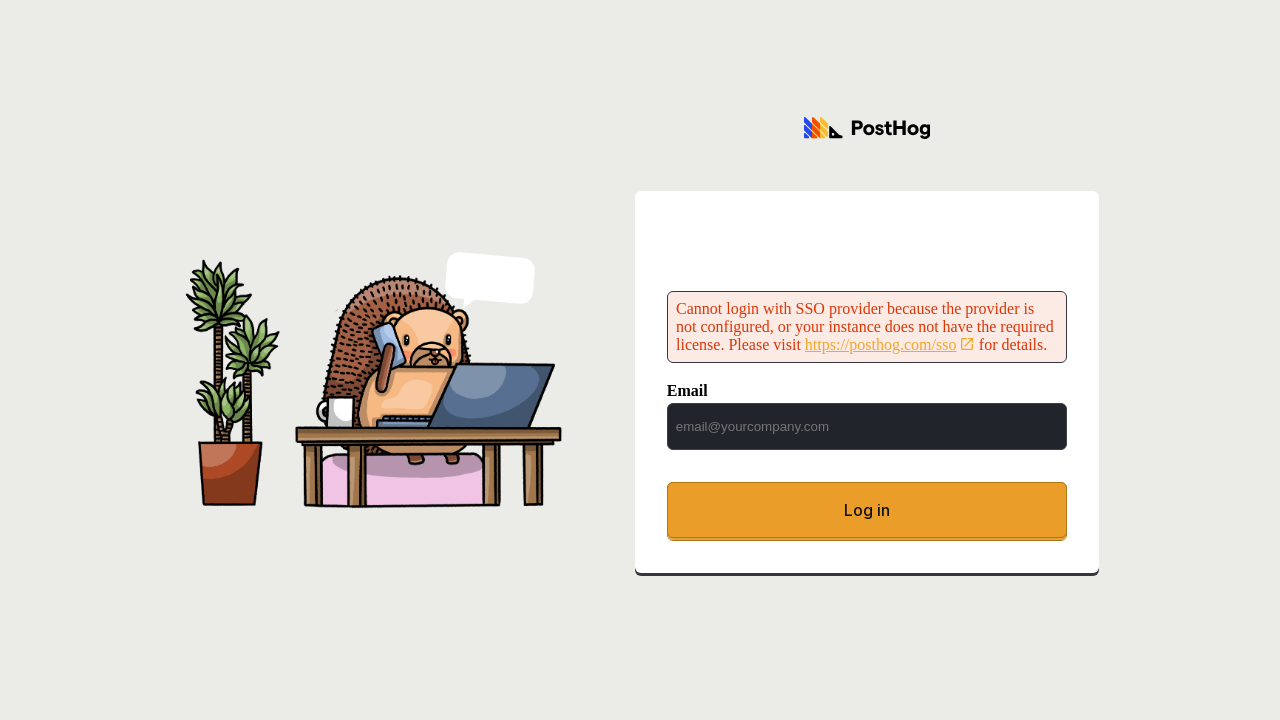 PostHog
Cannot login with SSO provider because the provider is
not configured, or your instance does not have the required
license. Please visit https://posthog.com/sso for details.
Email
email@yourcompany.com
Log in